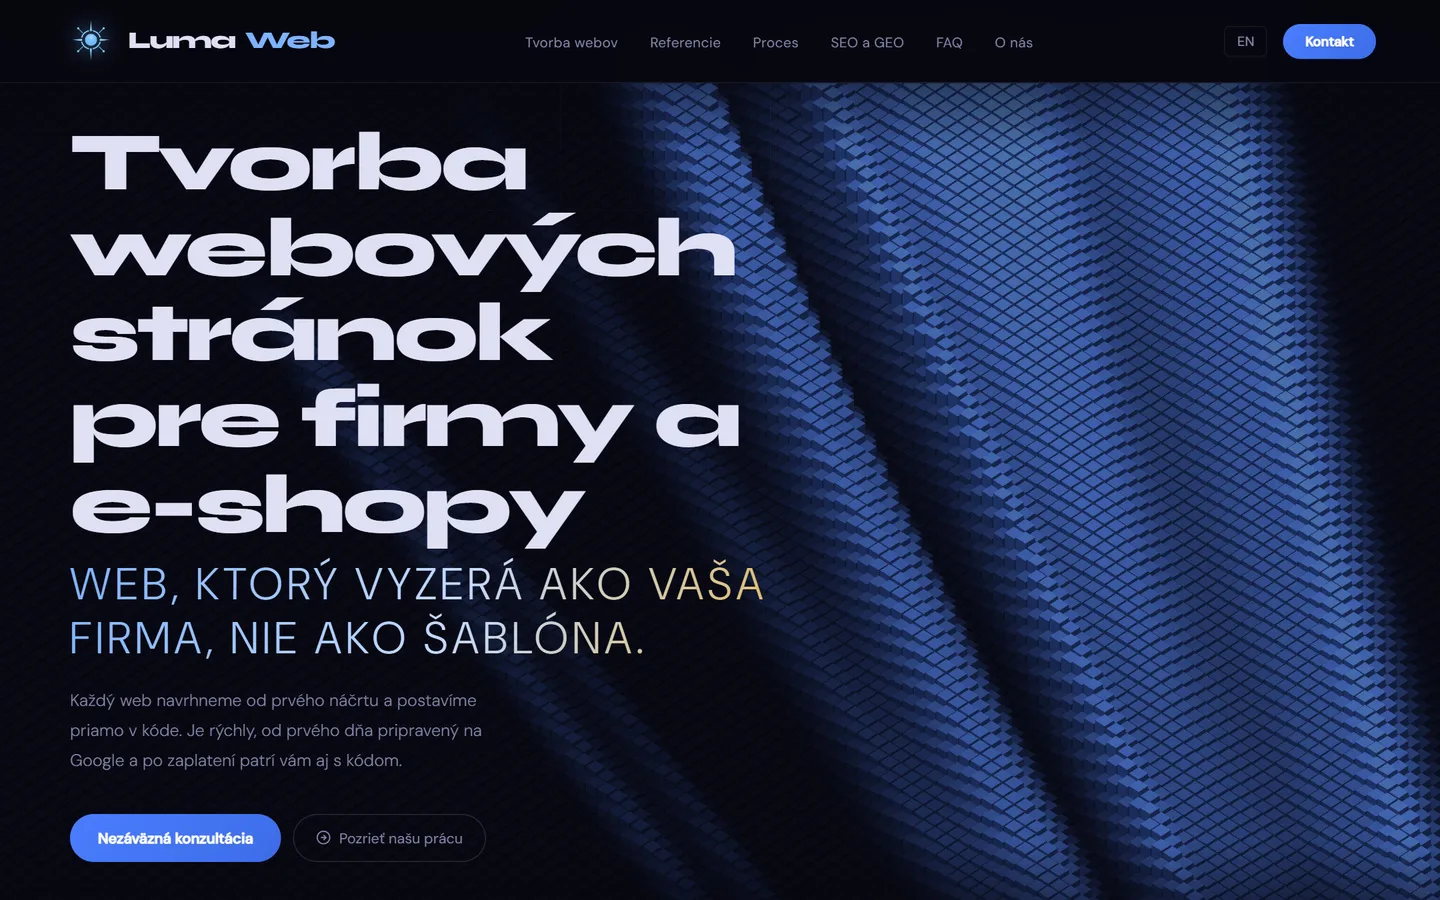 Luma Web
Tvorba webov
Referencie
Proces
SEO a GEO
FAQ
O nás
EN
Kontakt
Tvorba
webových
stránok
pre firmy a
e-shopy
WEB, KTORÝ VYZERÁ AKO VAŠA
FIRMA, NIE AKO ŠABLÓNA.
Každý web navrhneme od prvého náčrtu a postavíme
priamo v kóde. Je rýchly, od prvého dňa pripravený na
Google a po zaplatení patrí vám aj s kódom.
Nezáväzná konzultácia
Pozrieť našu prácu